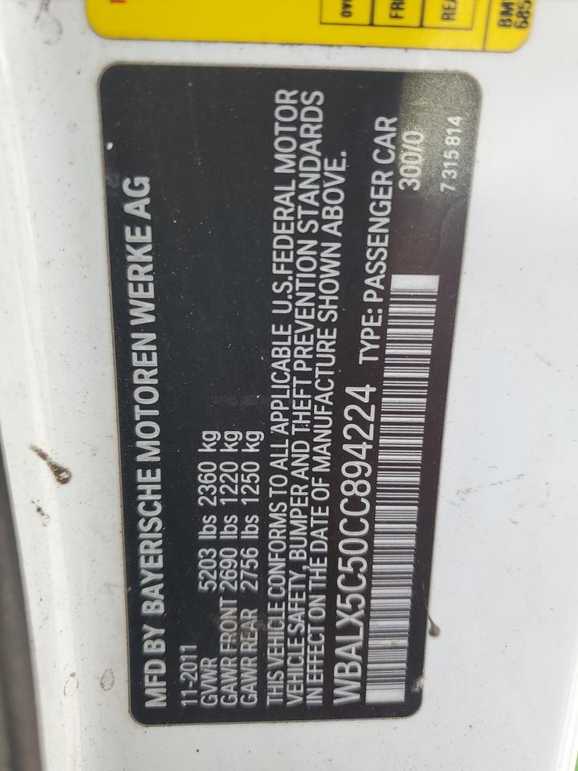 MFD BY BAYERISCHE MOTOREN WERKE AG
11-2011
GVWR 5203 lbs 2360 kg
GAWR FRONT 2690 lbs 1220 kg
GAWR REAR 2756 lbs 1250 kg
THIS VEHICLE CONFORMS TO ALL APPLICABLE U.S.FEDERAL MOTOR
VEHICLE SAFETY, BUMPER AND THEFT PREVENTION STANDARDS
IN EFFECT ON THE DATE OF MANUFACTURE SHOWN ABOVE.
WBALX5C50CC894224 TYPE: PASSENGER CAR
300/0
7 315 814